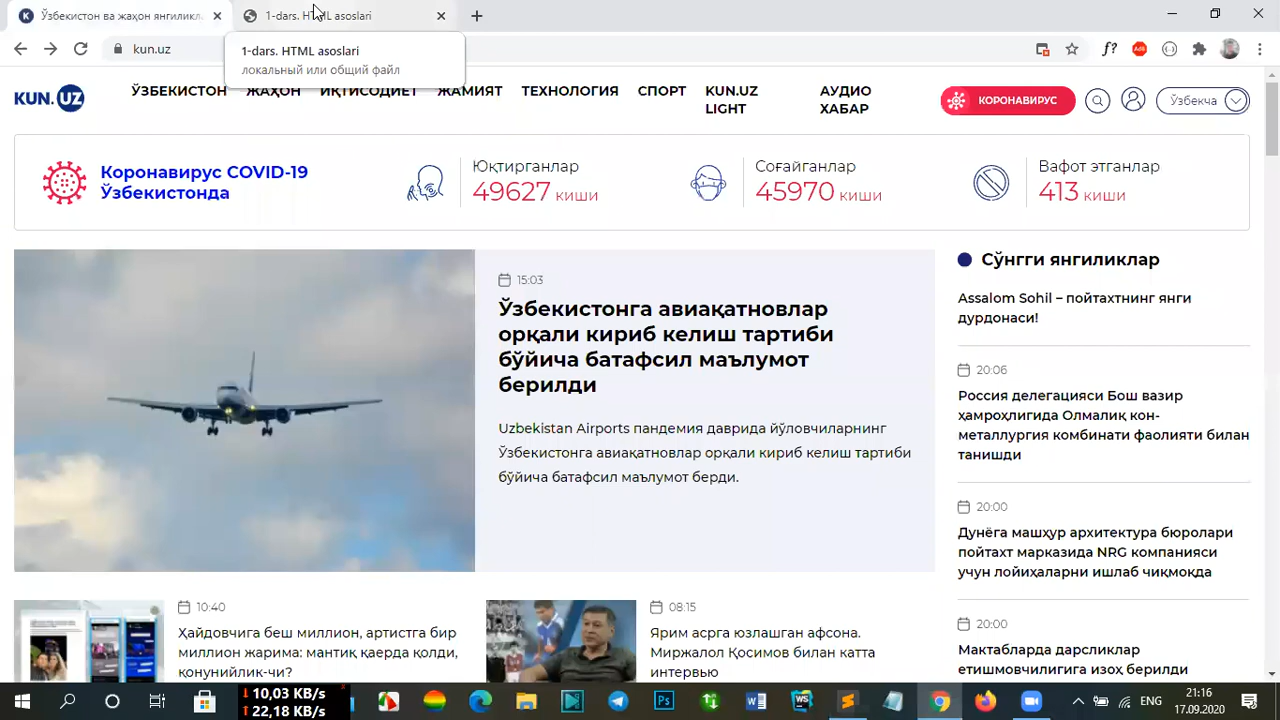 Ўзбекистон ва жаҳон янгиликл
1-dars. HTML asoslari
kun.uz
1-dars. HTML asoslari
локальный или общий файл
KUN.UZ
ЎЗБЕКИСТОН
ЖАҲОН
ИҚТИСОДИЁТ
ЖАМИЯТ
ТЕХНОЛОГИЯ
СПОРТ
KUN.UZ
LIGHT
АУДИО
ХАБАР
КОРОНАВИРУС
Ўзбекча
Коронавирус COVID-19
Ўзбекистонда
Юқтирганлар
49627 киши
Соғайганлар
45970 киши
Вафот этганлар
413 киши
15:03
Ўзбекистонга авиақатновлар
орқали кириб келиш тартиби
бўйича батафсил маълумот
берилди
Uzbekistan Airports пандемия даврида йўловчиларнинг
Ўзбекистонга авиақатновлар орқали кириб келиш тартиби
бўйича батафсил маълумот берди.
Сўнгги янгиликлар
Assalom Sohil – пойтахтнинг янги
дурдонаси!
20:06
Россия делегацияси Бош вазир
ҳамроҳлигида Олмалиқ кон-
металлургия комбинати фаолияти билан
танишди
20:00
Дунёга машҳур архитектура бюролари
пойтахт марказида NRG компанияси
учун лойиҳаларни ишлаб чиқмоқда
20:00
Мактабларда дарсликлар
етишмовчилигига изоҳ берилди
10:40
Ҳайдовчига беш миллион, артистга бир
миллион жарима: мантиқ қаерда қолди,
қонунийлик-чи?
08:15
Ярим асрга юзлашган афсона.
Миржалол Қосимов билан катта
интервью
↓ 10,03 KB/s
↑ 22,18 KB/s
ENG
21:16
17.09.2020